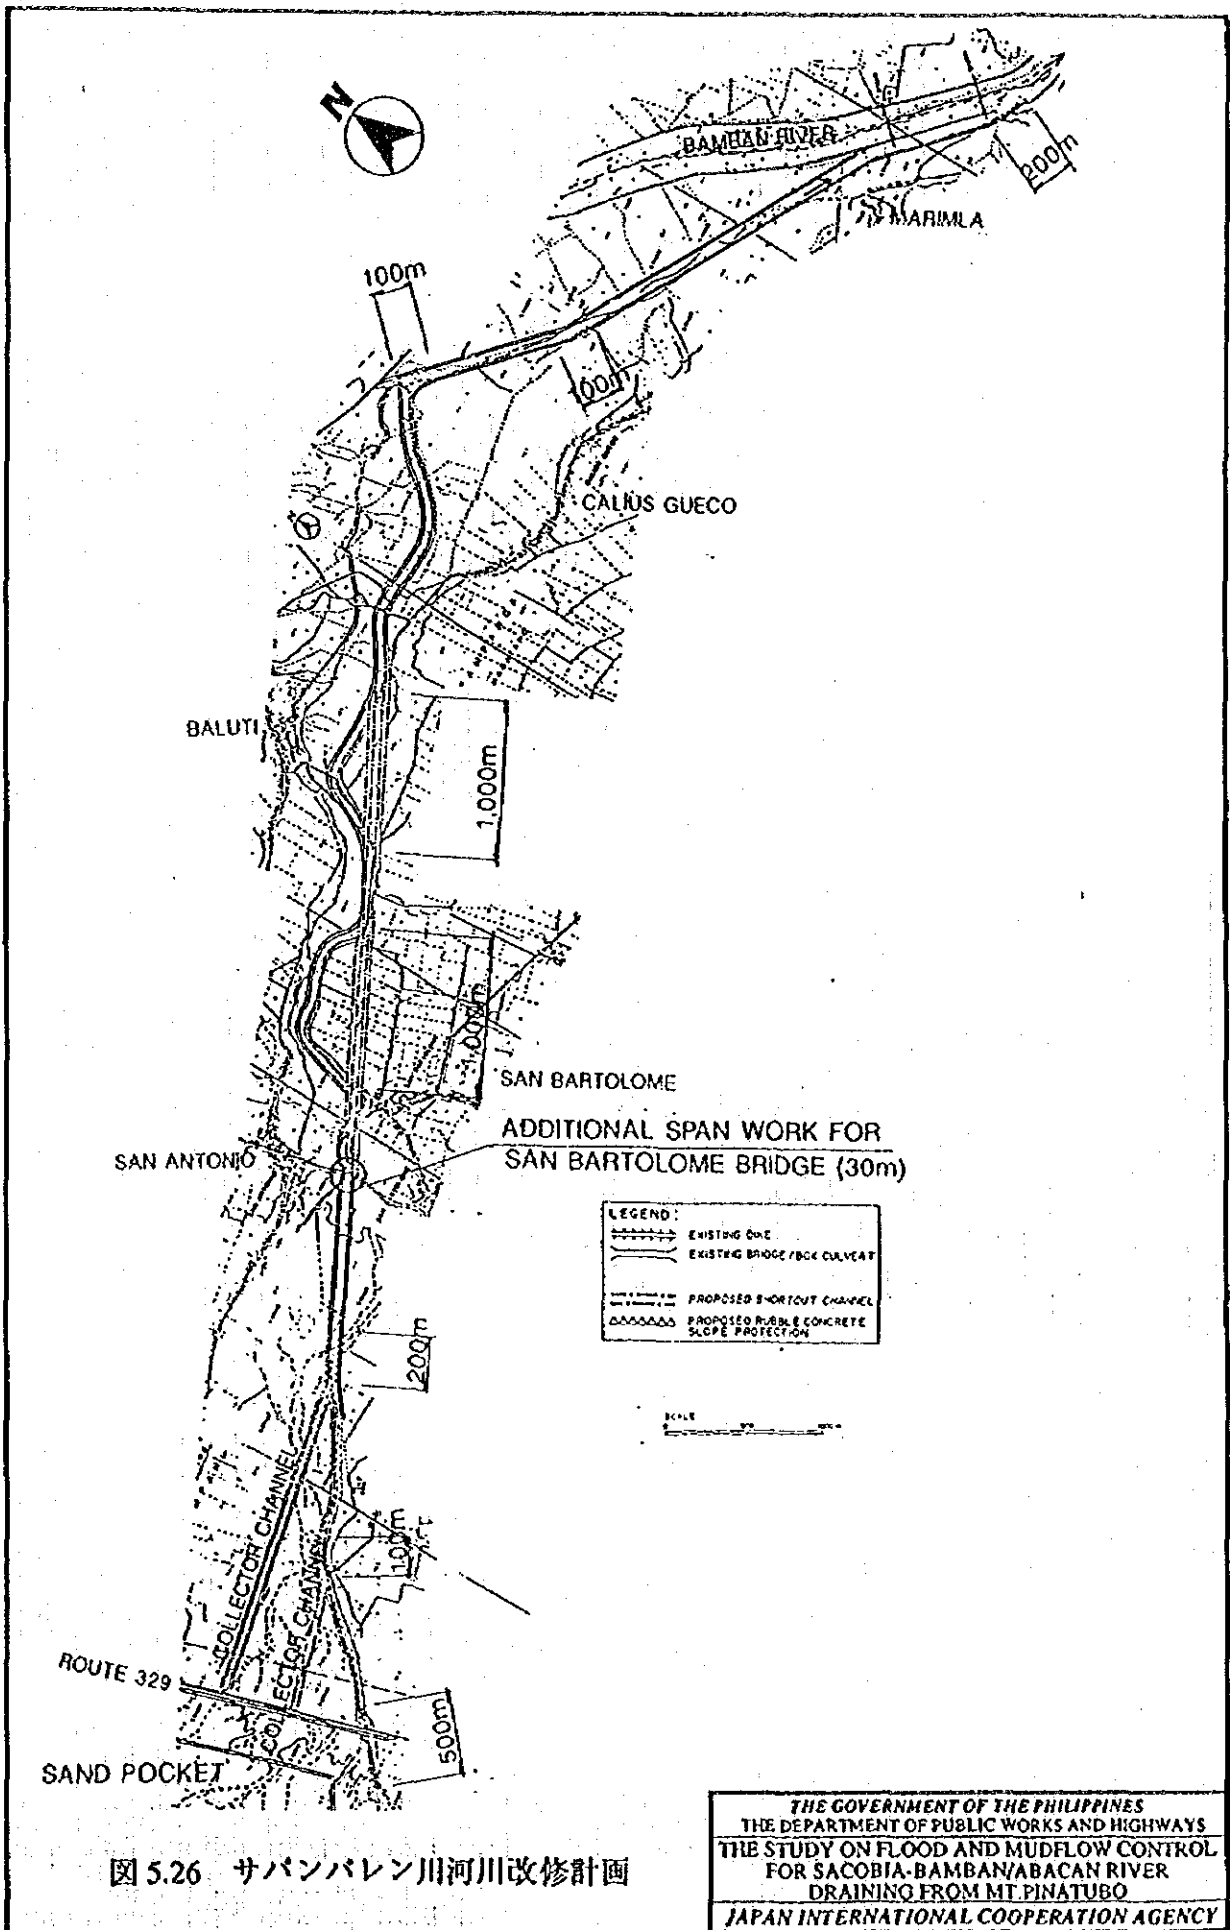 N
BAMBAN RIVER
200m
MARIMLA
100m
100m
CALIUS GUECO
BALUTI
1,000m
1,000m
SAN BARTOLOME
ADDITIONAL SPAN WORK FOR
SAN BARTOLOME BRIDGE (30m)
SAN ANTONIO
LEGEND:
EXISTING DIKE
EXISTING BRIDGE/BOX CULVERT
PROPOSED SHORTCUT CHANNEL
PROPOSED RUBBLE CONCRETE
SLOPE PROTECTION
200m
SCALE
COLLECTOR CHANNEL
COLLECTOR CHANNEL
100m
ROUTE 329
500m
SAND POCKET
図 5.26 サパンバレン川河川改修計画
THE GOVERNMENT OF THE PHILIPPINES
THE DEPARTMENT OF PUBLIC WORKS AND HIGHWAYS
THE STUDY ON FLOOD AND MUDFLOW CONTROL
FOR SACOBIA-BAMBAN/ABACAN RIVER
DRAINING FROM MT.PINATUBO
JAPAN INTERNATIONAL COOPERATION AGENCY